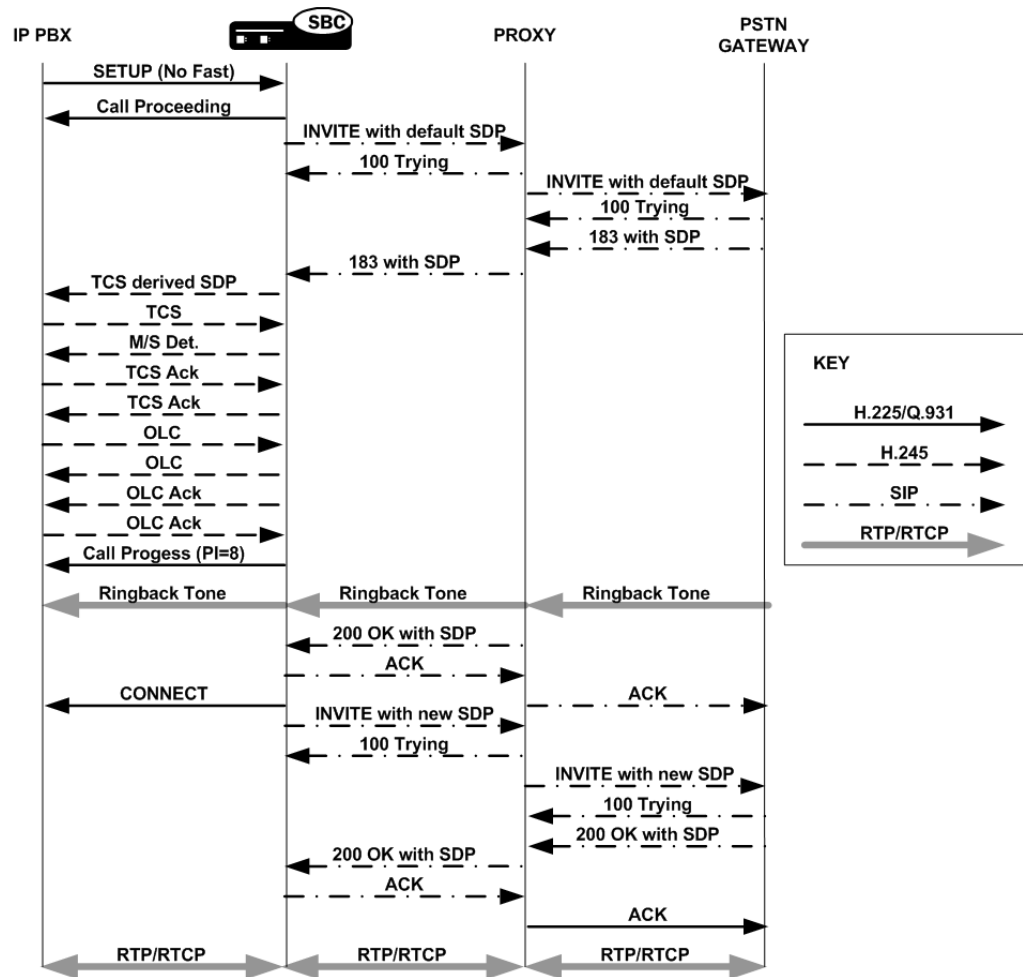 SBC
IP PBX
PROXY
PSTN
GATEWAY
SETUP (No Fast)
Call Proceeding
INVITE with default SDP
100 Trying
INVITE with default SDP
100 Trying
183 with SDP
183 with SDP
TCS derived SDP
TCS
M/S Det.
TCS Ack
TCS Ack
OLC
OLC
OLC Ack
OLC Ack
Call Progess (PI=8)
Ringback Tone
Ringback Tone
Ringback Tone
200 OK with SDP
ACK
CONNECT
ACK
INVITE with new SDP
100 Trying
INVITE with new SDP
100 Trying
200 OK with SDP
200 OK with SDP
ACK
ACK
RTP/RTCP
RTP/RTCP
RTP/RTCP
KEY
H.225/Q.931
H.245
SIP
RTP/RTCP